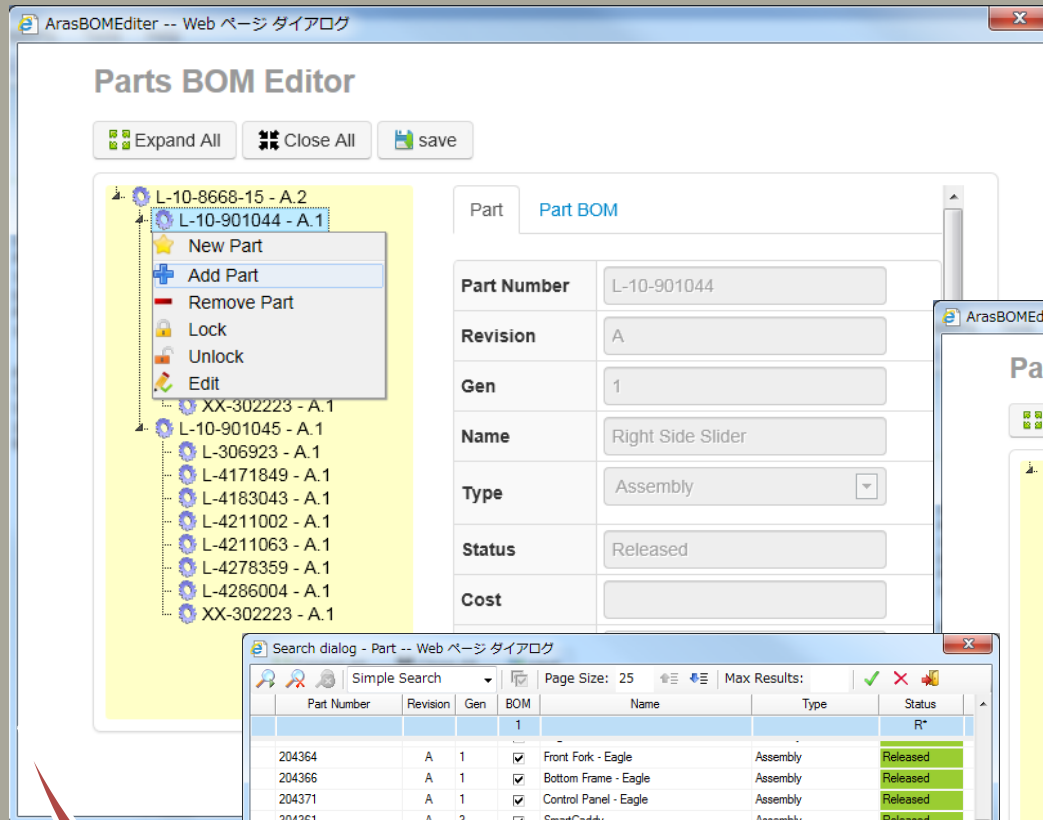 ArasBOMEditer -- Web ページ ダイアログ
Parts BOM Editor
Expand All
Close All
save
L-10-8668-15 - A.2
L-10-901044 - A.1
New Part
Add Part
Remove Part
Lock
Unlock
Edit
XX-302223 - A.1
L-10-901045 - A.1
L-306923 - A.1
L-4171849 - A.1
L-4183043 - A.1
L-4211002 - A.1
L-4211063 - A.1
L-4278359 - A.1
L-4286004 - A.1
XX-302223 - A.1
Part Part BOM
Part Number L-10-901044
Revision A
Gen 1
Name Right Side Slider
Type Assembly
Status Released
Cost
ArasBOMEd
Pa
Search dialog - Part -- Web ページ ダイアログ
Simple Search Page Size: 25 Max Results:
Part Number Revision Gen BOM Name Type Status
1 R*
204364 A 1 Front Fork - Eagle Assembly Released
204366 A 1 Bottom Frame - Eagle Assembly Released
204371 A 1 Control Panel - Eagle Assembly Released